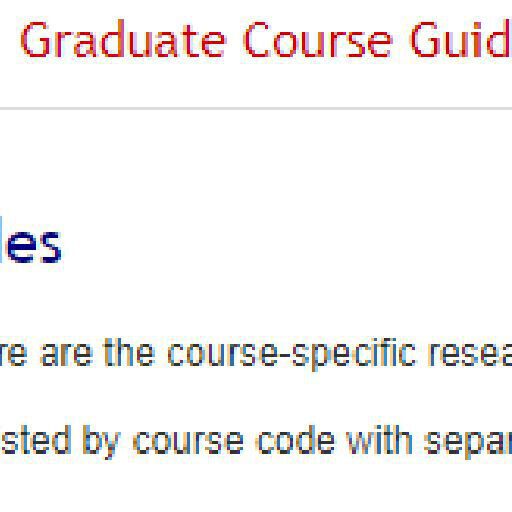 Graduate Course Guid
les
re are the course-specific resea
sted by course code with separ